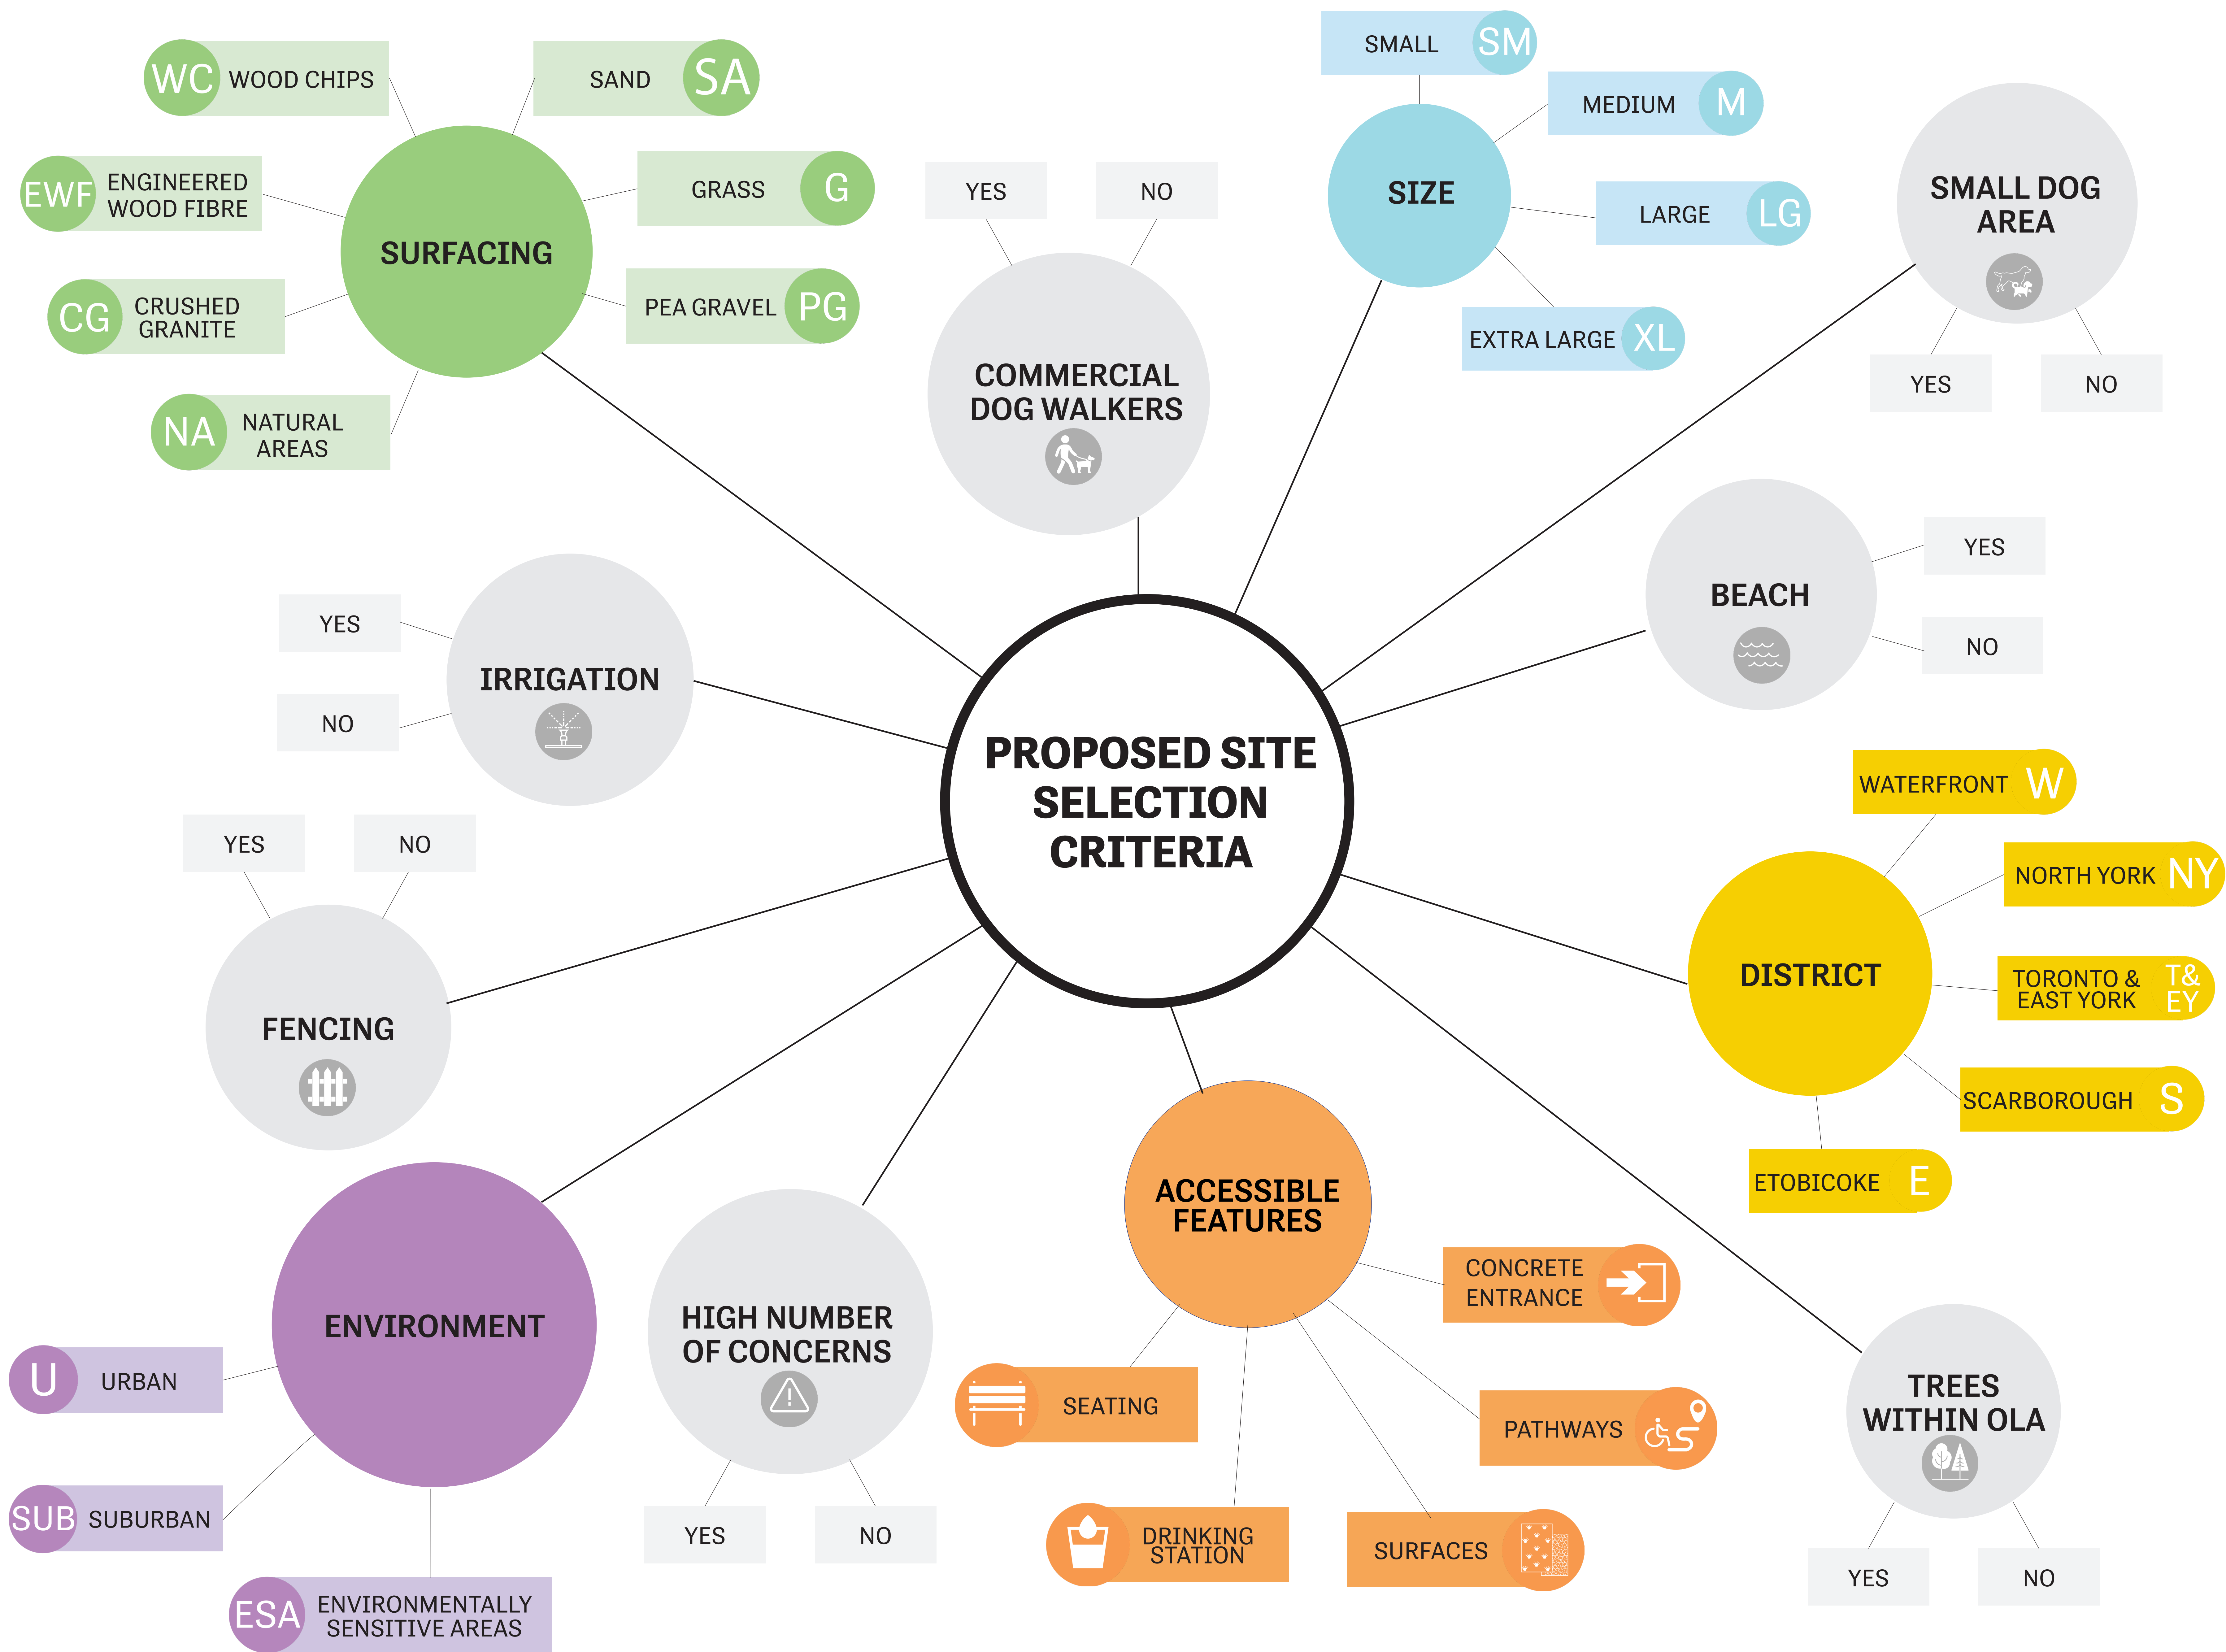 WC
WOOD CHIPS
SAND
SA
EWF
ENGINEERED
WOOD FIBRE
GRASS
G
SURFACING
CG
CRUSHED
GRANITE
PEA GRAVEL
PG
NA
NATURAL
AREAS
YES
NO
COMMERCIAL
DOG WALKERS
SMALL
SM
MEDIUM
M
SIZE
LARGE
LG
EXTRA LARGE
XL
SMALL DOG
AREA
YES
NO
YES
BEACH
NO
YES
IRRIGATION
NO
PROPOSED SITE
SELECTION
CRITERIA
WATERFRONT
W
NORTH YORK
NY
DISTRICT
TORONTO &
EAST YORK
T&
EY
SCARBOROUGH
S
ETOBICOKE
E
YES
NO
FENCING
ENVIRONMENT
U
URBAN
SUB
SUBURBAN
ESA
ENVIRONMENTALLY
SENSITIVE AREAS
HIGH NUMBER
OF CONCERNS
YES
NO
ACCESSIBLE
FEATURES
CONCRETE
ENTRANCE
SEATING
PATHWAYS
DRINKING
STATION
SURFACES
TREES
WITHIN OLA
YES
NO